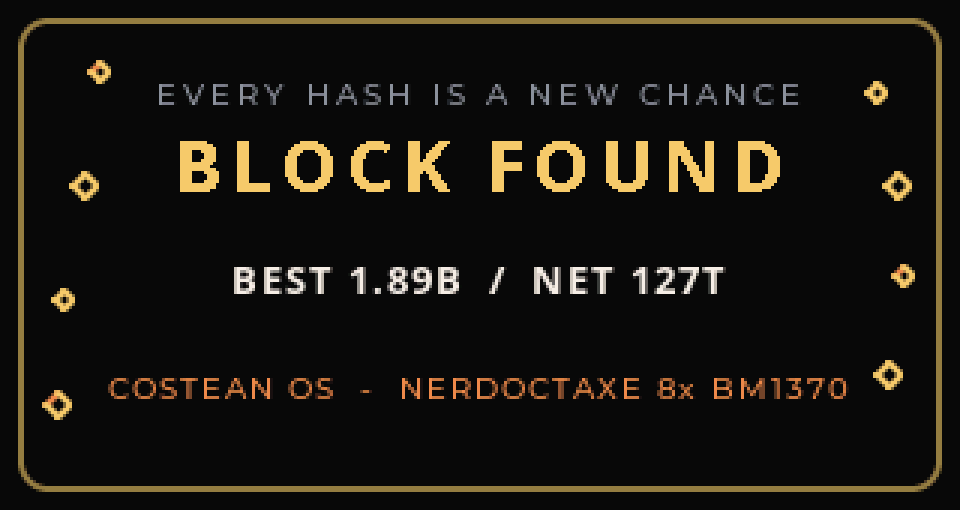 EVERY HASH IS A NEW CHANCE
BLOCK FOUND
BEST 1.89B / NET 127T
COSTEAN OS - NERDOCTAXE 8x BM1370